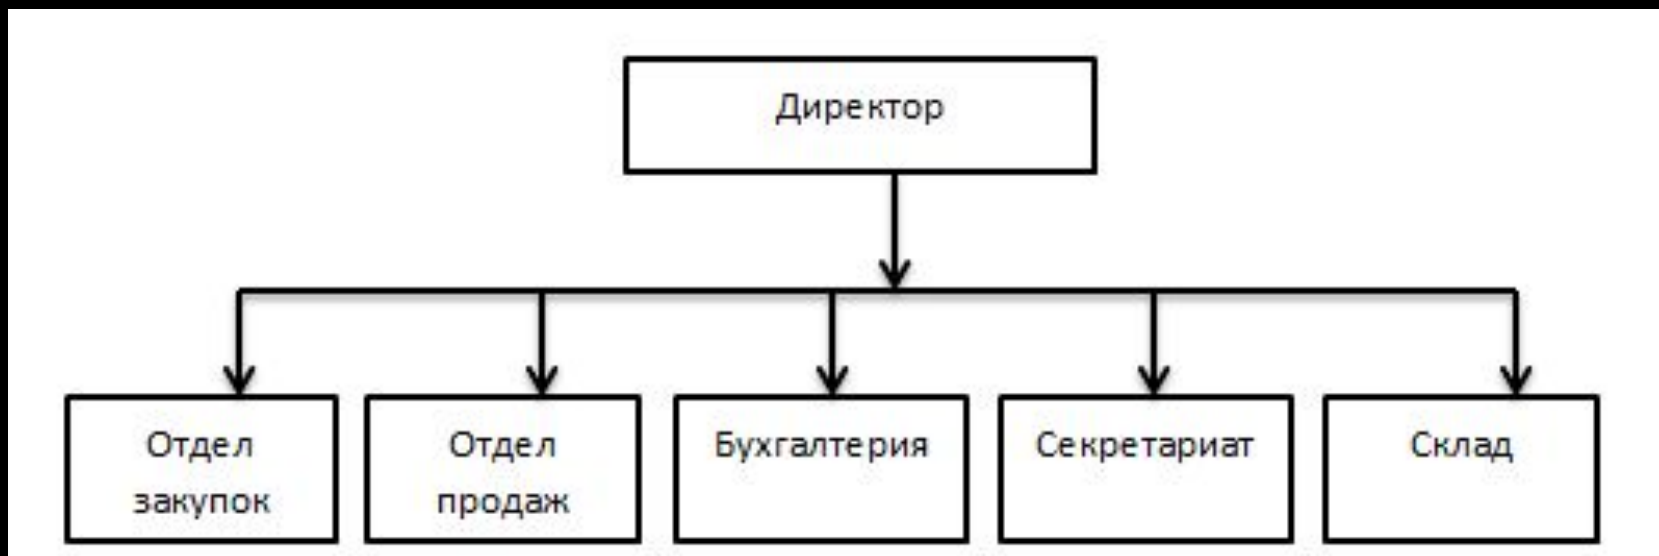 Директор
Отдел
закупок
Отдел
продаж
Бухгалтерия
Секретариат
Склад